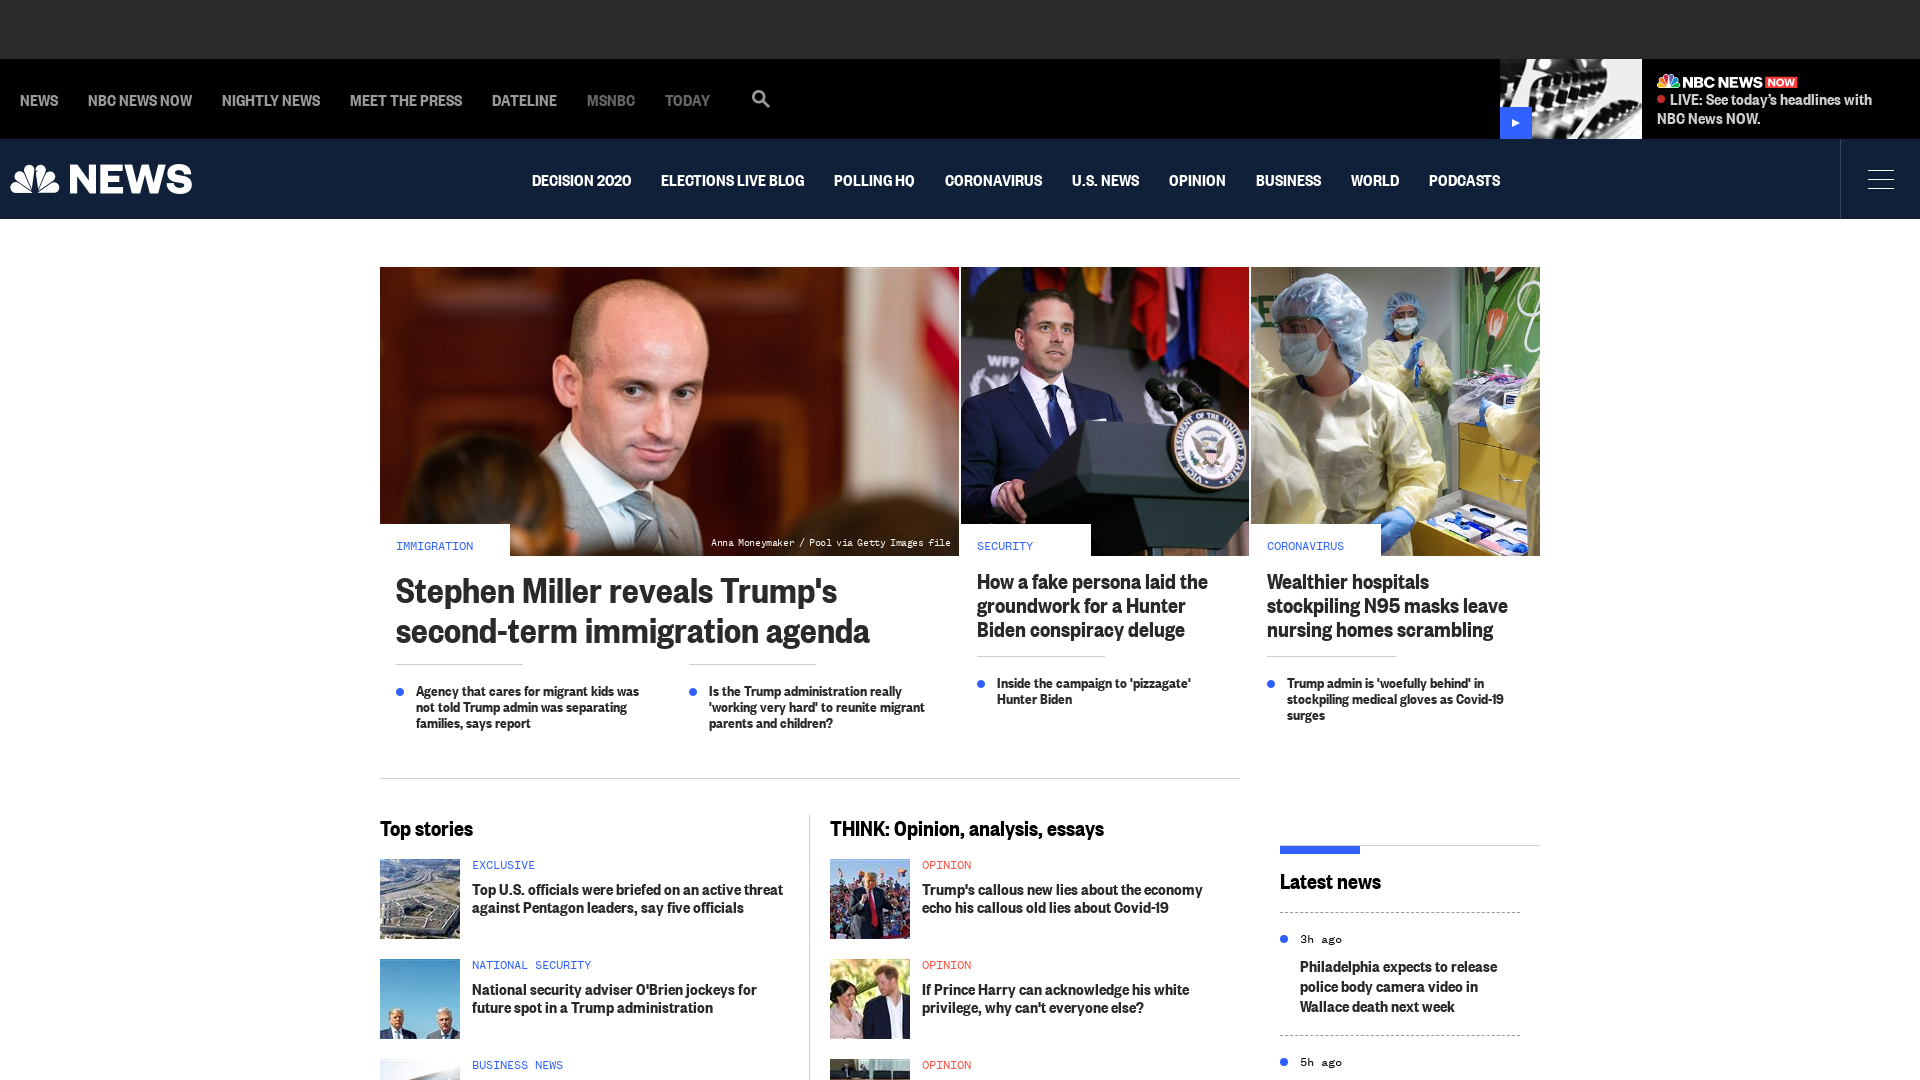 NEWS
NBC NEWS NOW
NIGHTLY NEWS
MEET THE PRESS
DATELINE
MSNBC
TODAY
NBC NEWS NOW
LIVE: See today's headlines with
NBC News NOW.
NEWS
DECISION 2020
ELECTIONS LIVE BLOG
POLLING HQ
CORONAVIRUS
U.S. NEWS
OPINION
BUSINESS
WORLD
PODCASTS
WFP
PRESIDENT OF THE UNITED STATES
VICE
Anna Moneymaker / Pool via Getty Images file
IMMIGRATION
Stephen Miller reveals Trump's
second-term immigration agenda
Agency that cares for migrant kids was
not told Trump admin was separating
families, says report
Is the Trump administration really
'working very hard' to reunite migrant
parents and children?
SECURITY
How a fake persona laid the
groundwork for a Hunter
Biden conspiracy deluge
Inside the campaign to 'pizzagate'
Hunter Biden
CORONAVIRUS
Wealthier hospitals
stockpiling N95 masks leave
nursing homes scrambling
Trump admin is 'woefully behind' in
stockpiling medical gloves as Covid-19
surges
Top stories
EXCLUSIVE
Top U.S. officials were briefed on an active threat
against Pentagon leaders, say five officials
NATIONAL SECURITY
National security adviser O'Brien jockeys for
future spot in a Trump administration
BUSINESS NEWS
THINK: Opinion, analysis, essays
OPINION
Trump's callous new lies about the economy
echo his callous old lies about Covid-19
OPINION
If Prince Harry can acknowledge his white
privilege, why can't everyone else?
OPINION
Latest news
3h ago
Philadelphia expects to release
police body camera video in
Wallace death next week
5h ago